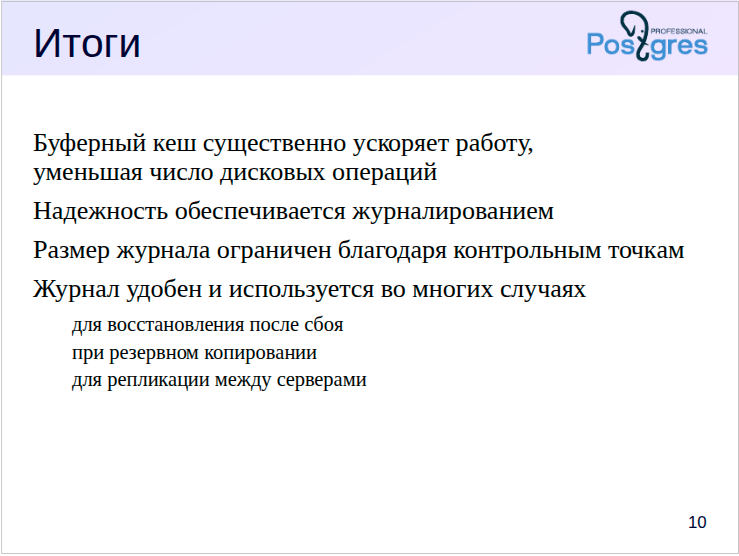 Итоги
PROFESSIONAL
Postgres
Буферный кеш существенно ускоряет работу,
уменьшая число дисковых операций
Надежность обеспечивается журналированием
Размер журнала ограничен благодаря контрольным точкам
Журнал удобен и используется во многих случаях
для восстановления после сбоя
при резервном копировании
для репликации между серверами
10